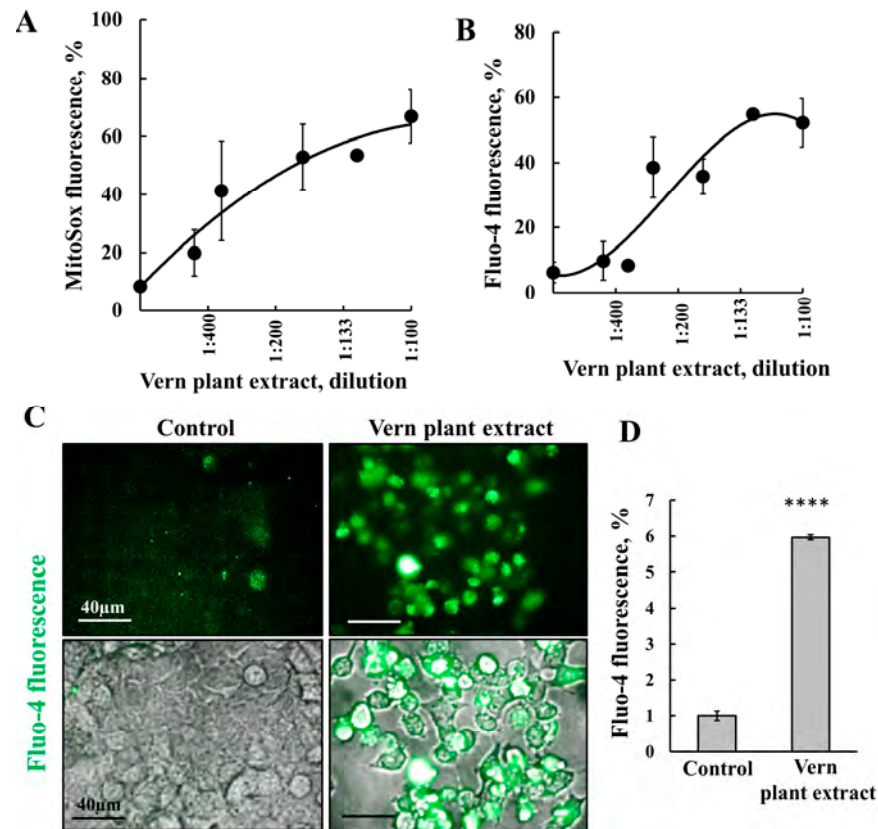 A
MitoSox fluorescence, %
100
80
60
40
20
0
1:400
1:200
1:133
1:100
Vern plant extract, dilution
B
Fluo-4 fluorescence, %
80
60
40
20
0
1:400
1:200
1:133
1:100
Vern plant extract, dilution
C
Control
Vern plant extract
Fluo-4 fluorescence
40µm
40µm
D
Fluo-4 fluorescence, %
7
6
5
4
3
2
1
0
****
Control
Vern
plant extract